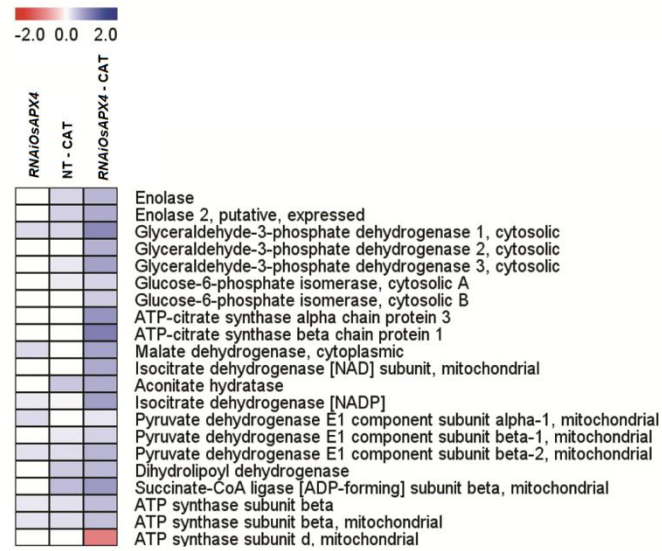 -2.0 0.0 2.0
RNAiOsAPX4
NT - CAT
RNAiOsAPX4 - CAT
Enolase
Enolase 2, putative, expressed
Glyceraldehyde-3-phosphate dehydrogenase 1, cytosolic
Glyceraldehyde-3-phosphate dehydrogenase 2, cytosolic
Glyceraldehyde-3-phosphate dehydrogenase 3, cytosolic
Glucose-6-phosphate isomerase, cytosolic A
Glucose-6-phosphate isomerase, cytosolic B
ATP-citrate synthase alpha chain protein 3
ATP-citrate synthase beta chain protein 1
Malate dehydrogenase, cytoplasmic
Isocitrate dehydrogenase [NAD] subunit, mitochondrial
Aconitate hydratase
Isocitrate dehydrogenase [NADP]
Pyruvate dehydrogenase E1 component subunit alpha-1, mitochondrial
Pyruvate dehydrogenase E1 component subunit beta-1, mitochondrial
Pyruvate dehydrogenase E1 component subunit beta-2, mitochondrial
Dihydrolipoyl dehydrogenase
Succinate-CoA ligase [ADP-forming] subunit beta, mitochondrial
ATP synthase subunit beta
ATP synthase subunit beta, mitochondrial
ATP synthase subunit d, mitochondrial